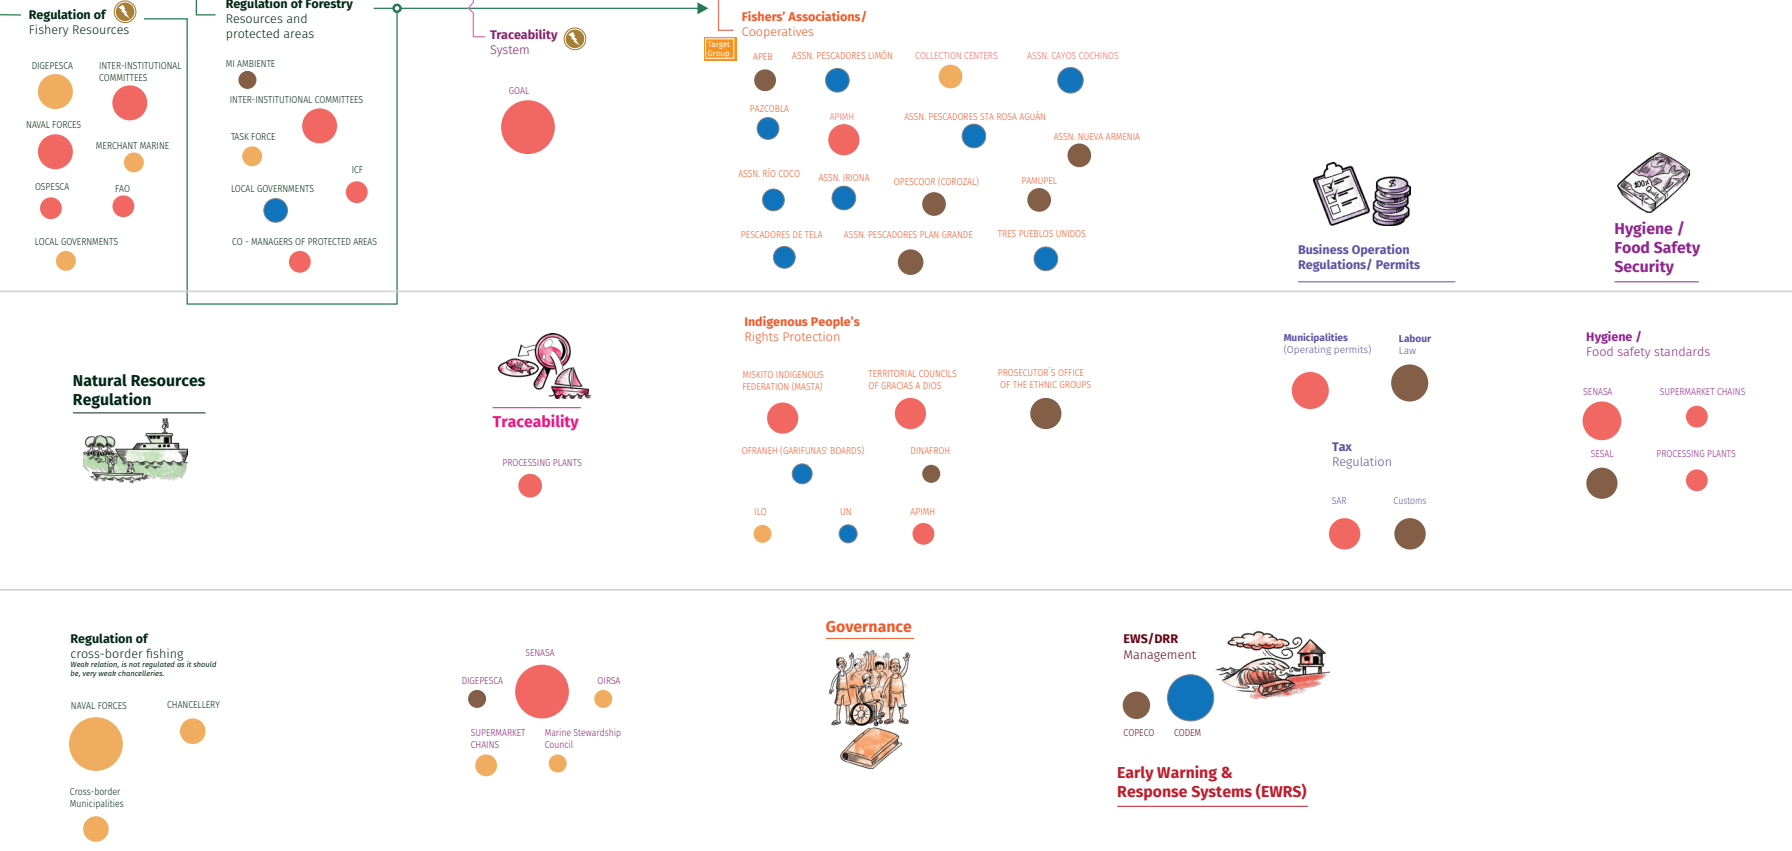 Regulation of
Fishery Resources
DIGEPESCA
INTER-INSTITUTIONAL
COMMITTEES
NAVAL FORCES
MERCHANT MARINE
OSPESCA
FAO
LOCAL GOVERNMENTS
Regulation of Forestry
Resources and
protected areas
MI AMBIENTE
INTER-INSTITUTIONAL COMMITTEES
TASK FORCE
ICF
LOCAL GOVERNMENTS
CO - MANAGERS OF PROTECTED AREAS
Traceability
System
GOAL
Fishers' Associations/
Cooperatives
Target
Group
APEB
ASSN. PESCADORES LIMÓN
COLLECTION CENTERS
ASSN. CAYOS COCHINOS
PAZCOBLA
APIMH
ASSN. PESCADORES STA ROSA AGUÁN
ASSN. NUEVA ARMENIA
ASSN. RÍO COCO
ASSN. IRIONA
OPESCOOR (COROZAL)
PAMUPEL
PESCADORES DE TELA
ASSN. PESCADORES PLAN GRANDE
TRES PUEBLOS UNIDOS
Business Operation
Regulations/ Permits
100x
Hygiene /
Food Safety
Security
Natural Resources
Regulation
Traceability
PROCESSING PLANTS
Indigenous People's
Rights Protection
MISKITO INDIGENOUS
FEDERATION (MASTA)
TERRITORIAL COUNCILS
OF GRACIAS A DIOS
PROSECUTOR´S OFFICE
OF THE ETHNIC GROUPS
OFRANEH (GARIFUNAS' BOARDS)
DINAFROH
ILO
UN
APIMH
Municipalities
(Operating permits)
Labour
Law
Tax
Regulation
SAR
Customs
Hygiene /
Food safety standards
SENASA
SUPERMARKET CHAINS
SESAL
PROCESSING PLANTS
Regulation of
cross-border fishing
Weak relation, is not regulated as it should
be, very weak chancelleries.
NAVAL FORCES
CHANCELLERY
Cross-border
Municipalities
SENASA
DIGEPESCA
OIRSA
SUPERMARKET
CHAINS
Marine Stewardship
Council
Governance
EWS/DRR
Management
COPECO
CODEM
Early Warning &
Response Systems (EWRS)